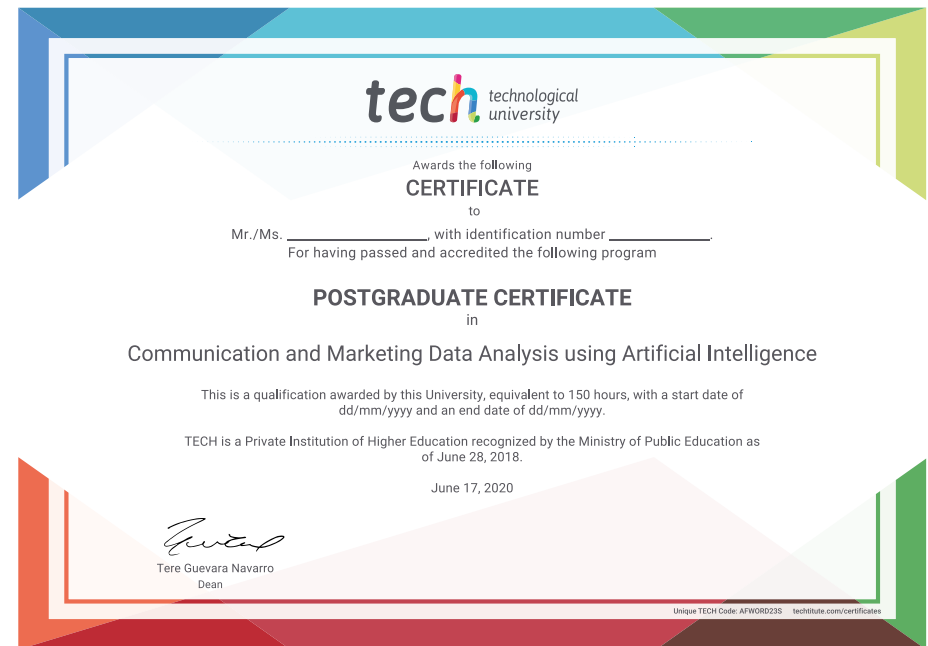 tech technological
university
Awards the following
CERTIFICATE
to
Mr./Ms. ____________________, with identification number ______________.
For having passed and accredited the following program
POSTGRADUATE CERTIFICATE
in
Communication and Marketing Data Analysis using Artificial Intelligence
This is a qualification awarded by this University, equivalent to 150 hours, with a start date of
dd/mm/yyyy and an end date of dd/mm/yyyy.
TECH is a Private Institution of Higher Education recognized by the Ministry of Public Education as
of June 28, 2018.
June 17, 2020
Tere Guevara Navarro
Dean
Unique TECH Code: AFWORD23S techtitute.com/certificates